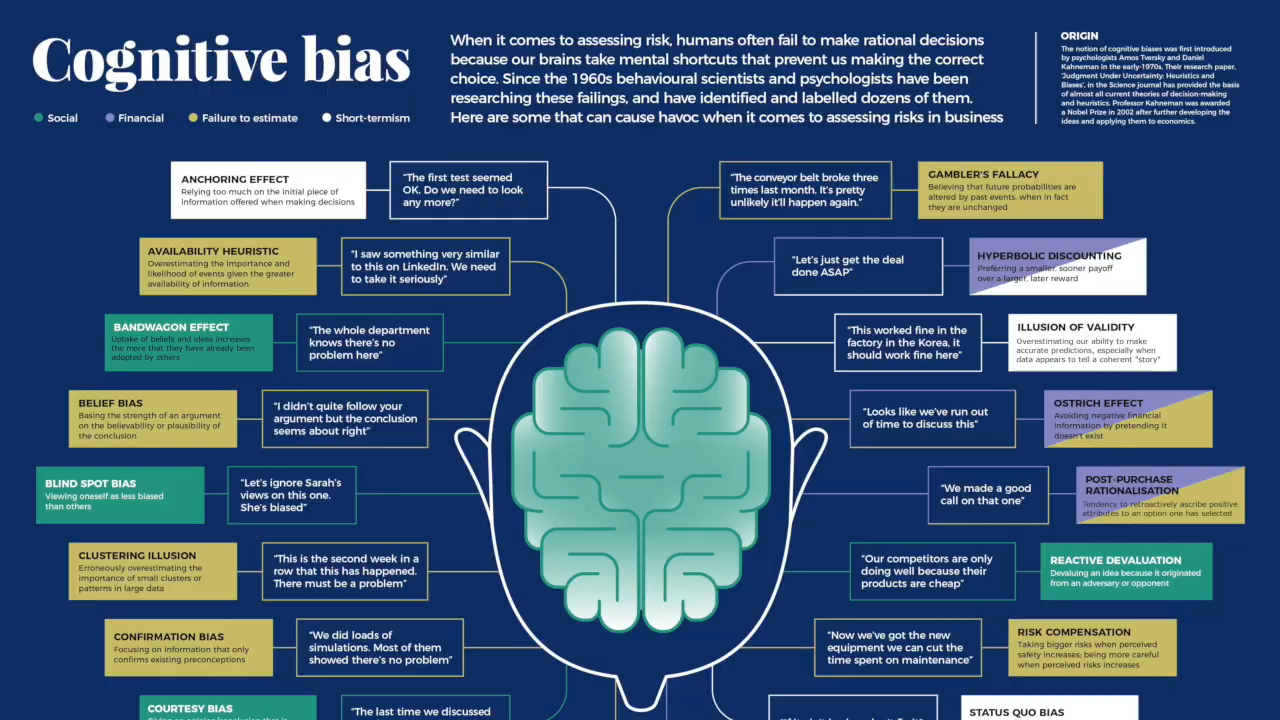 Cognitive bias
Social
Financial
Failure to estimate
Short-termism
When it comes to assessing risk, humans often fail to make rational decisions
because our brains take mental shortcuts that prevent us making the correct
choice. Since the 1960s behavioural scientists and psychologists have been
researching these failings, and have identified and labelled dozens of them.
Here are some that can cause havoc when it comes to assessing risks in business
ORIGIN
The notion of cognitive biases was first introduced
by psychologists Amos Tversky and Daniel
Kahneman in the early-1970s. Their research paper,
'Judgment Under Uncertainty: Heuristics and
Biases', in the Science journal has provided the basis
of almost all current theories of decision-making
and heuristics. Professor Kahneman was awarded
a Nobel Prize in 2002 after further developing the
ideas and applying them to economics.
ANCHORING EFFECT
Relying too much on the initial piece of
information offered when making decisions
"The first test seemed
OK. Do we need to look
any more?"
"The conveyor belt broke three
times last month. It's pretty
unlikely it'll happen again."
GAMBLER'S FALLACY
Believing that future probabilities are
altered by past events, when in fact
they are unchanged
AVAILABILITY HEURISTIC
Overestimating the importance and
likelihood of events given the greater
availability of information
"I saw something very similar
to this on LinkedIn. We need
to take it seriously"
"Let's just get the deal
done ASAP"
HYPERBOLIC DISCOUNTING
Preferring a smaller, sooner payoff
over a larger, later reward
BANDWAGON EFFECT
Uptake of beliefs and ideas increases
the more that they have already been
adopted by others
"The whole department
knows there's no
problem here"
"This worked fine in the
factory in the Korea, it
should work fine here"
ILLUSION OF VALIDITY
Overestimating our ability to make
accurate predictions, especially when
data appears to tell a coherent "story"
BELIEF BIAS
Basing the strength of an argument
on the believability or plausibility of
the conclusion
"I didn't quite follow your
argument but the conclusion
seems about right"
"Looks like we've run out
of time to discuss this"
OSTRICH EFFECT
Avoiding negative financial
information by pretending it
doesn't exist
BLIND SPOT BIAS
Viewing oneself as less biased
than others
"Let's ignore Sarah's
views on this one.
She's biased"
"We made a good
call on that one"
POST-PURCHASE
RATIONALISATION
Tendency to retroactively ascribe positive
attributes to an option one has selected
CLUSTERING ILLUSION
Erroneously overestimating the
importance of small clusters or
patterns in large data
"This is the second week in a
row that this has happened.
There must be a problem"
"Our competitors are only
doing well because their
products are cheap"
REACTIVE DEVALUATION
Devaluing an idea because it originated
from an adversary or opponent
CONFIRMATION BIAS
Focusing on information that only
confirms existing preconceptions
"We did loads of
simulations. Most of them
showed there's no problem"
"Now we've got the new
equipment we can cut the
time spent on maintenance"
RISK COMPENSATION
Taking bigger risks when perceived
safety increases; being more careful
when perceived risks increases
COURTESY BIAS
"The last time we discussed
STATUS QUO BIAS